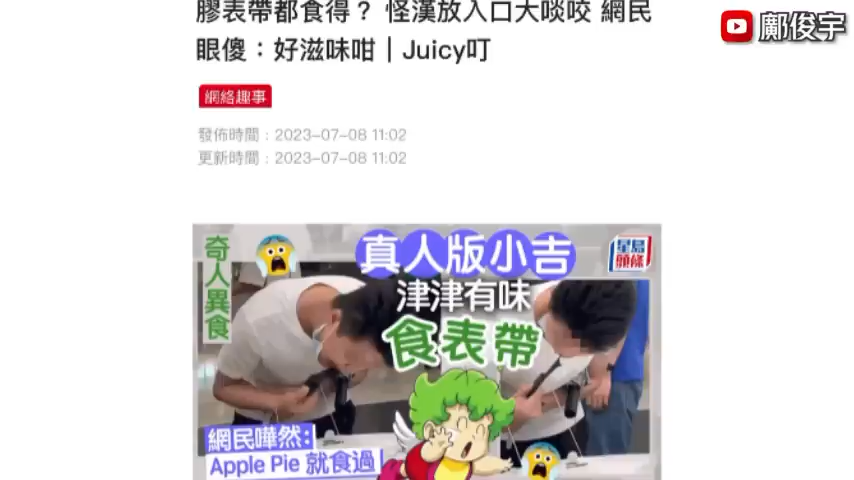 膠表帶都食得？ 怪漢放入口大啖咬 網民
眼傻：好滋味咁｜Juicy叮
鄺俊宇
網絡趣事
發佈時間：2023-07-08 11:02
更新時間：2023-07-08 11:02
奇人異食
真人版小吉
津津有味
食表帶
星島
頭條
網民嘩然：
Apple Pie 就食過